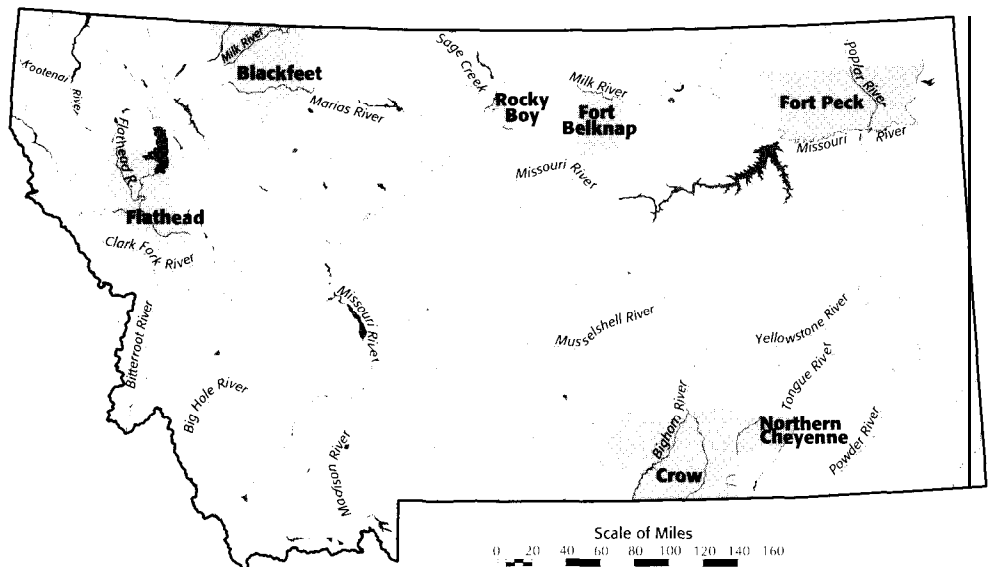 Kootenai River
Milk River
Blackfeet
Marias River
Sage Creek
Rocky
Boy
Milk River
Fort
Belknap
Poplar River
Fort Peck
Missouri River
Missouri River
Flathead R.
Flathead
Clark Fork River
Bitterroot River
Big Hole River
Missouri River
Madison River
Musselshell River
Yellowstone River
Tongue River
Powder River
Bighorn River
Northern
Cheyenne
Crow
Scale of Miles
0 20 40 60 80 100 120 140 160